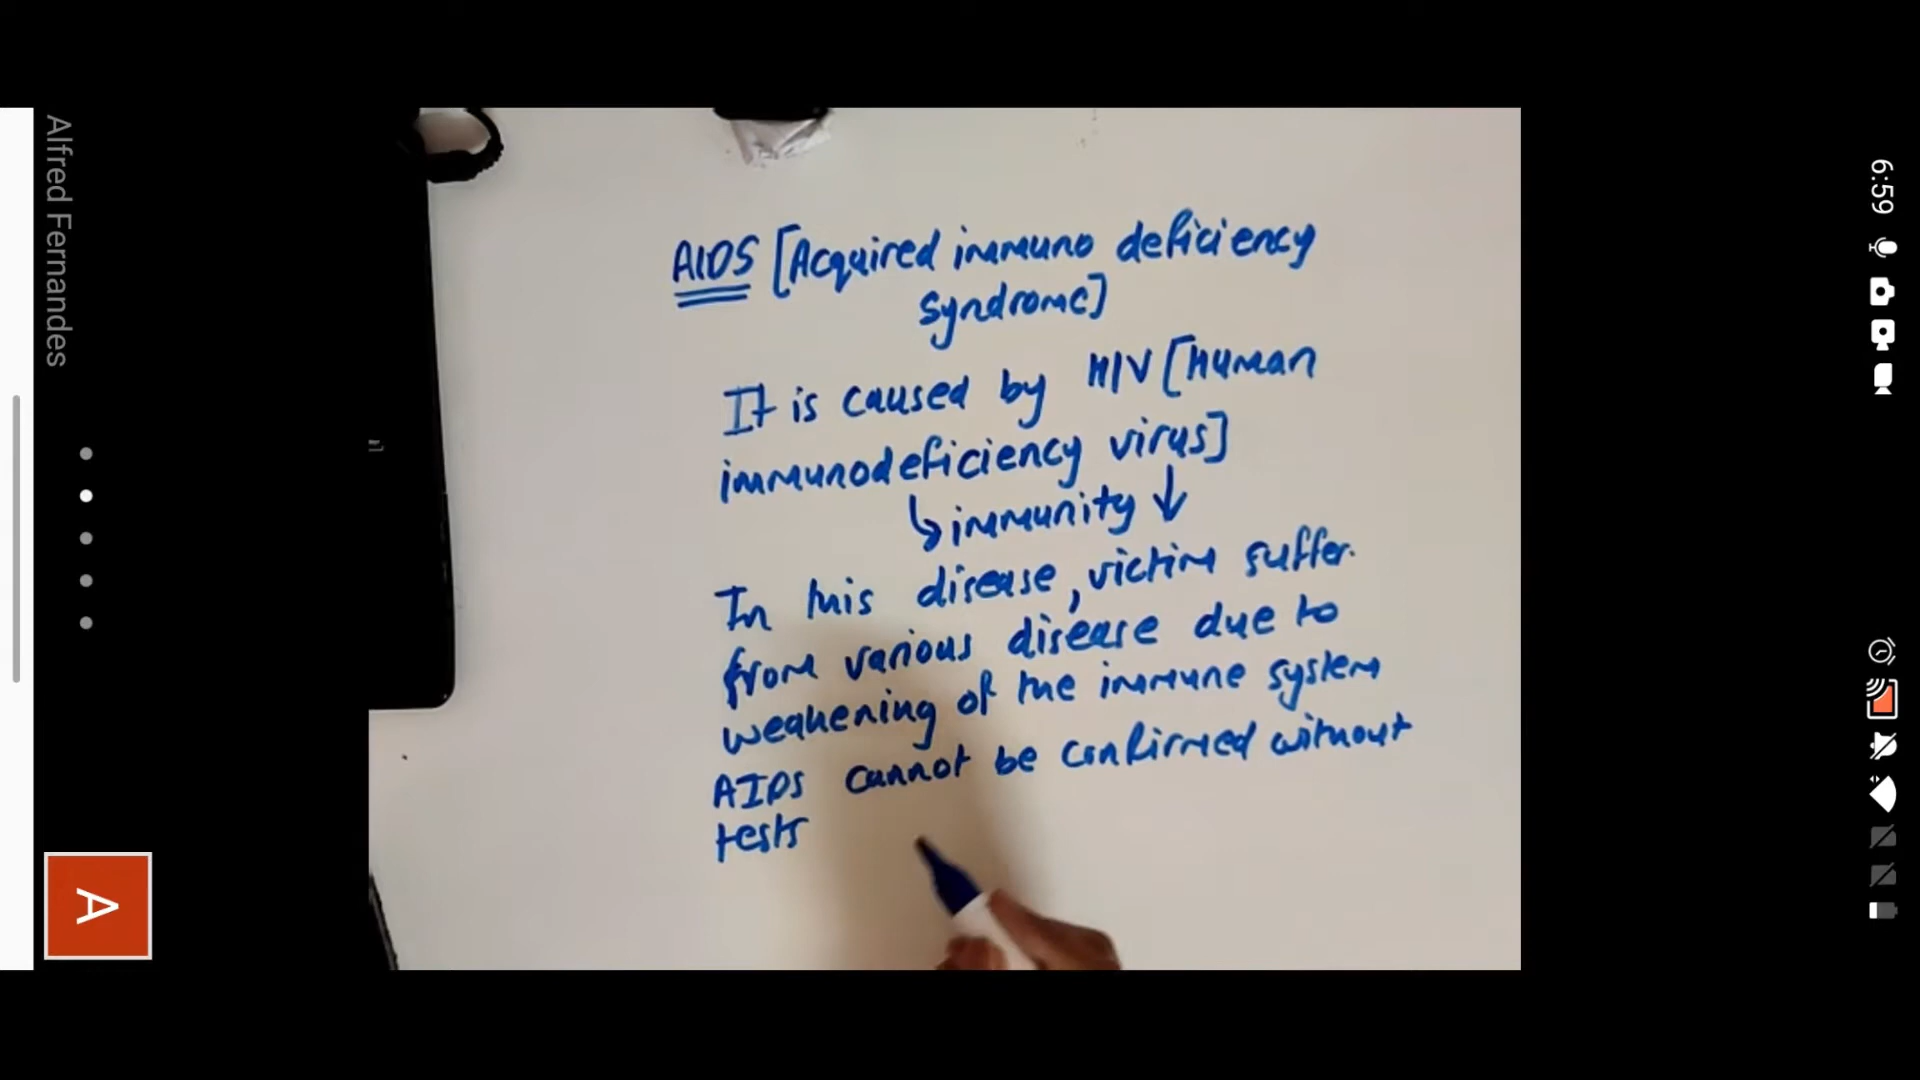 AIDS [Acquired immuno deficiency
syndrome]
It is caused by HIV [Human
immunodeficiency virus]
↳ immunity ↓
In this disease, victim suffer.
from various disease due to
weakening of the immune system
AIDS cannot be confirmed without
tests
Alfred Fernandes
A
6:59